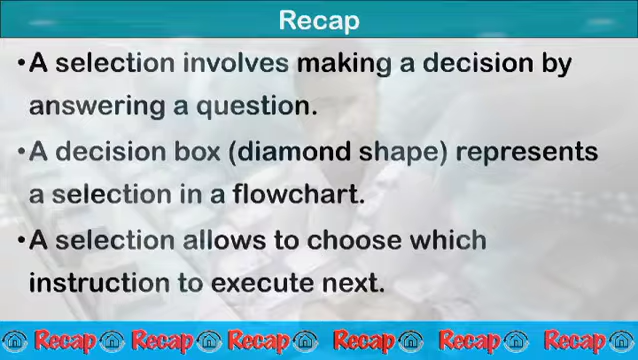 Recap
•A selection involves making a decision by
answering a question.
•A decision box (diamond shape) represents
a selection in a flowchart.
•A selection allows to choose which
instruction to execute next.
Recap Recap Recap Recap Recap Recap